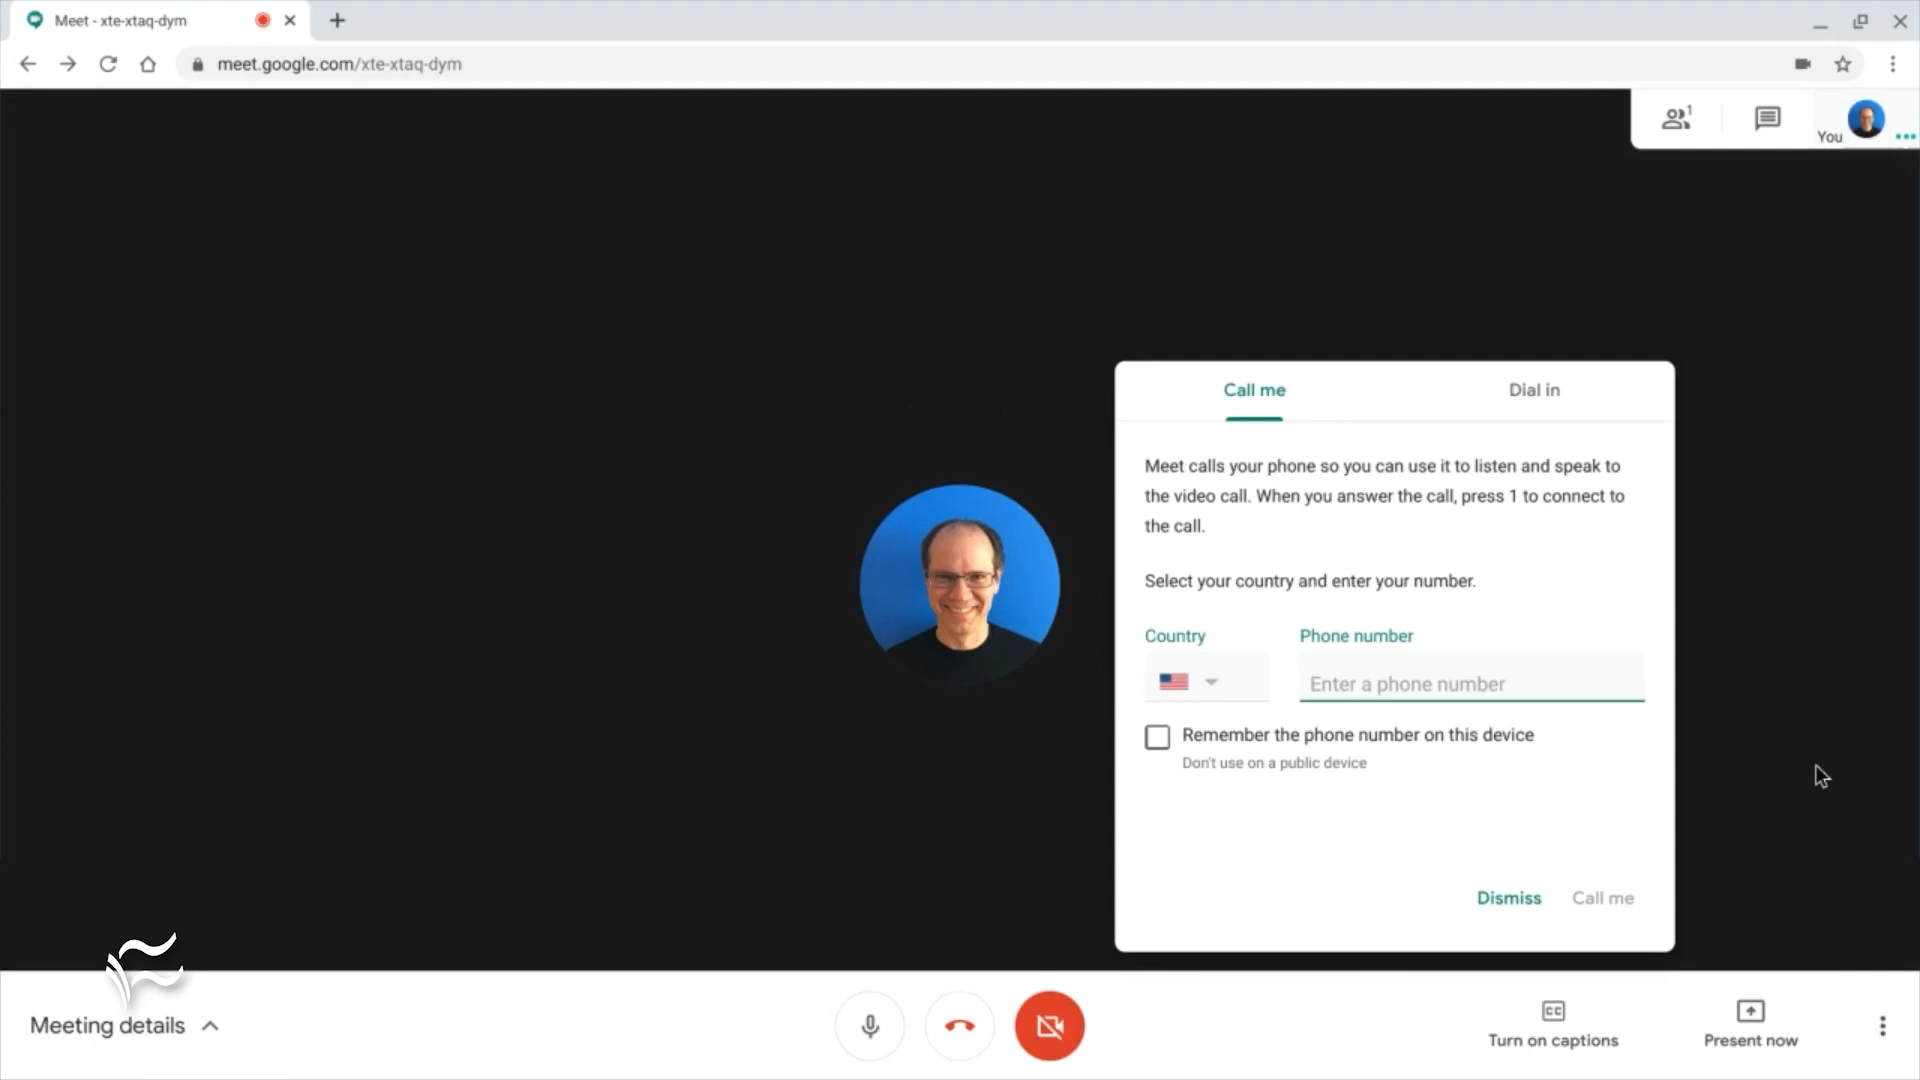 Meet - xte-xtaq-dym
meet.google.com/xte-xtaq-dym
1
You
Call me
Dial in
Meet calls your phone so you can use it to listen and speak to
the video call. When you answer the call, press 1 to connect to
the call.
Select your country and enter your number.
Country
Phone number
Enter a phone number
Remember the phone number on this device
Don't use on a public device
Dismiss
Call me
Meeting details
CC
Turn on captions
Present now